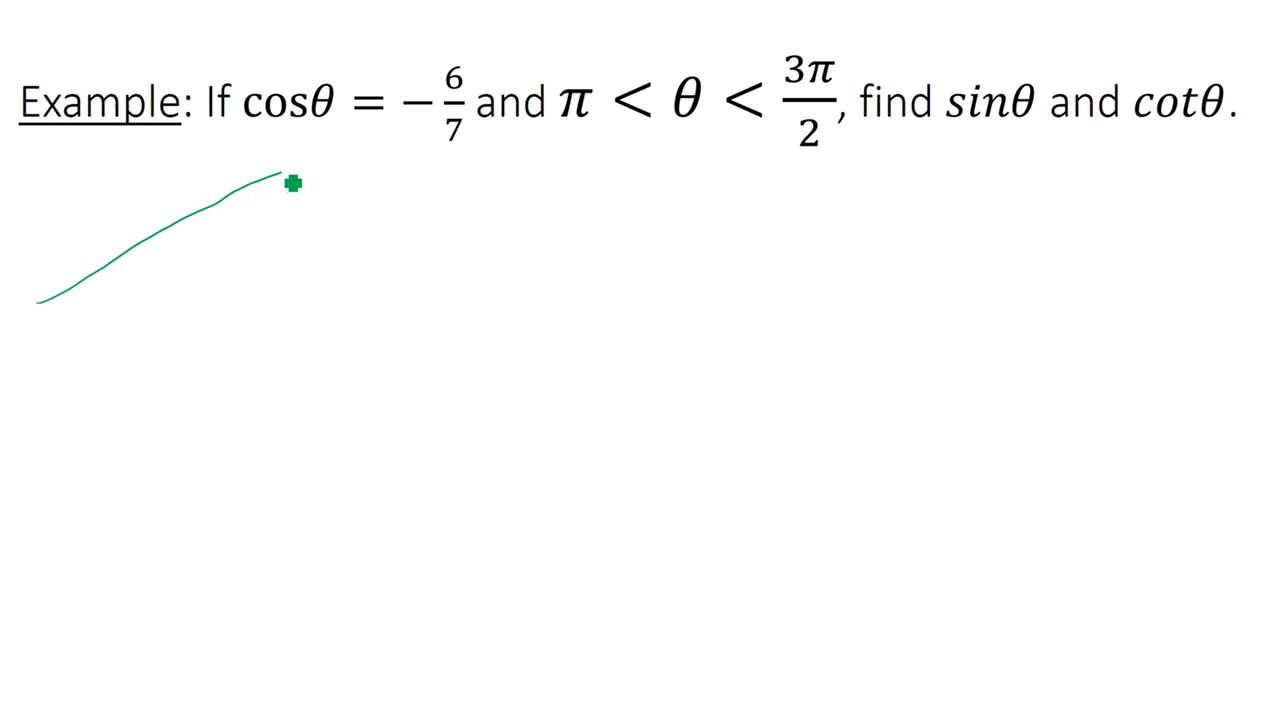 Example: If cosθ = −6/7 and π < θ < 3π/2, find sinθ and cotθ.